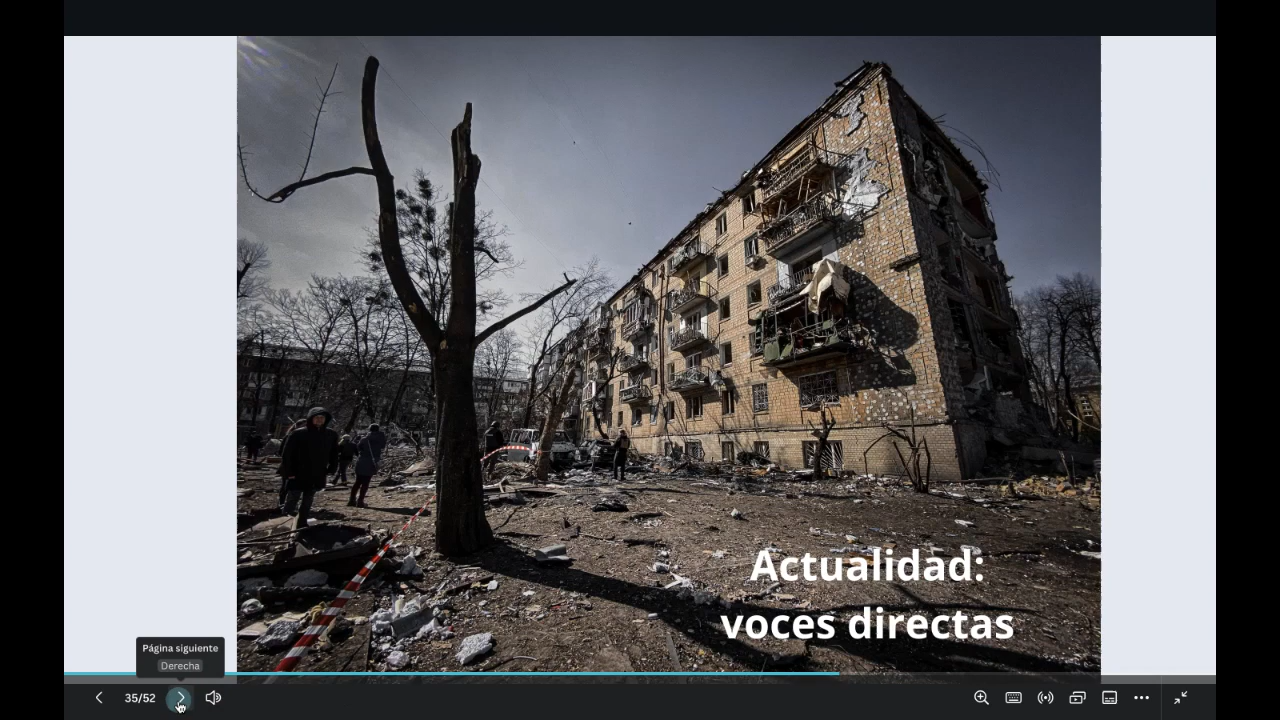 Actualidad:
voces directas
Página siguiente
Derecha
35/52